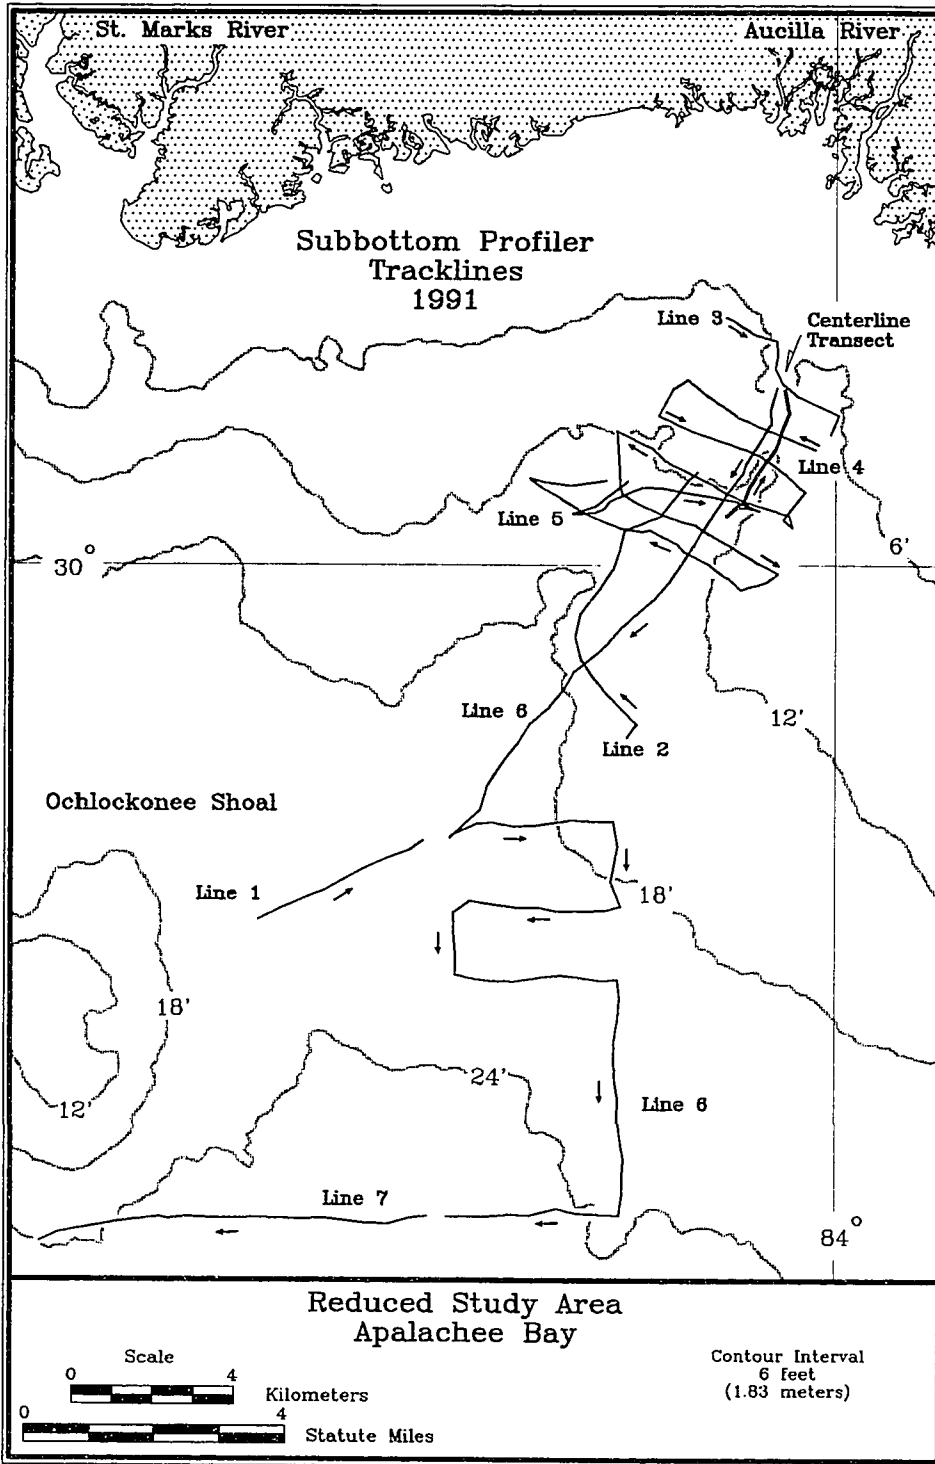 St. Marks River
Aucilla River
Subbottom Profiler
Tracklines
1991
Line 3
Centerline
Transect
Line 4
Line 5
6'
30°
12'
Line 6
Line 2
Ochlockonee Shoal
Line 1
18'
18'
24'
12'
Line 6
Line 7
84°
Reduced Study Area
Apalachee Bay
Scale
0 4
Kilometers
0 4
Statute Miles
Contour Interval
6 feet
(1.83 meters)